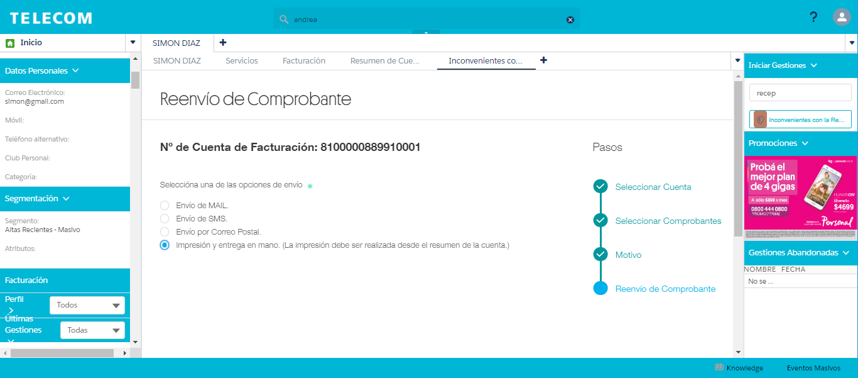 TELECOM
andrea
?
Inicio
SIMON DIAZ
+
Datos Personales
Correo Electrónico:
simon@gmail.com
Móvil:
Teléfono alternativo:
Club Personal:
Categoría:
Segmentación
Segmento:
Altas Recientes - Masivo
Atributos:
Facturación
Perfil
Todos
Últimas
Gestiones
Todas
SIMON DIAZ
Servicios
Facturación
Resumen de Cue...
Inconvenientes co...
+
Reenvío de Comprobante
Nº de Cuenta de Facturación: 8100000889910001
Seleccióna una de las opciones de envío
Envío de MAIL.
Envío de SMS.
Envío por Correo Postal.
Impresión y entrega en mano. (La impresión debe ser realizada desde el resumen de la cuenta.)
Pasos
Seleccionar Cuenta
Seleccionar Comprobantes
Motivo
Reenvio de Comprobante
Iniciar Gestiones
recep
Inconvenientes con la Re...
Promociones
Probá el
mejor plan
de 4 gigas
0800 444 0800
$4699
Personal
Gestiones Abandonadas
NOMBRE FECHA
No se ...
Knowledge
Eventos Masivos